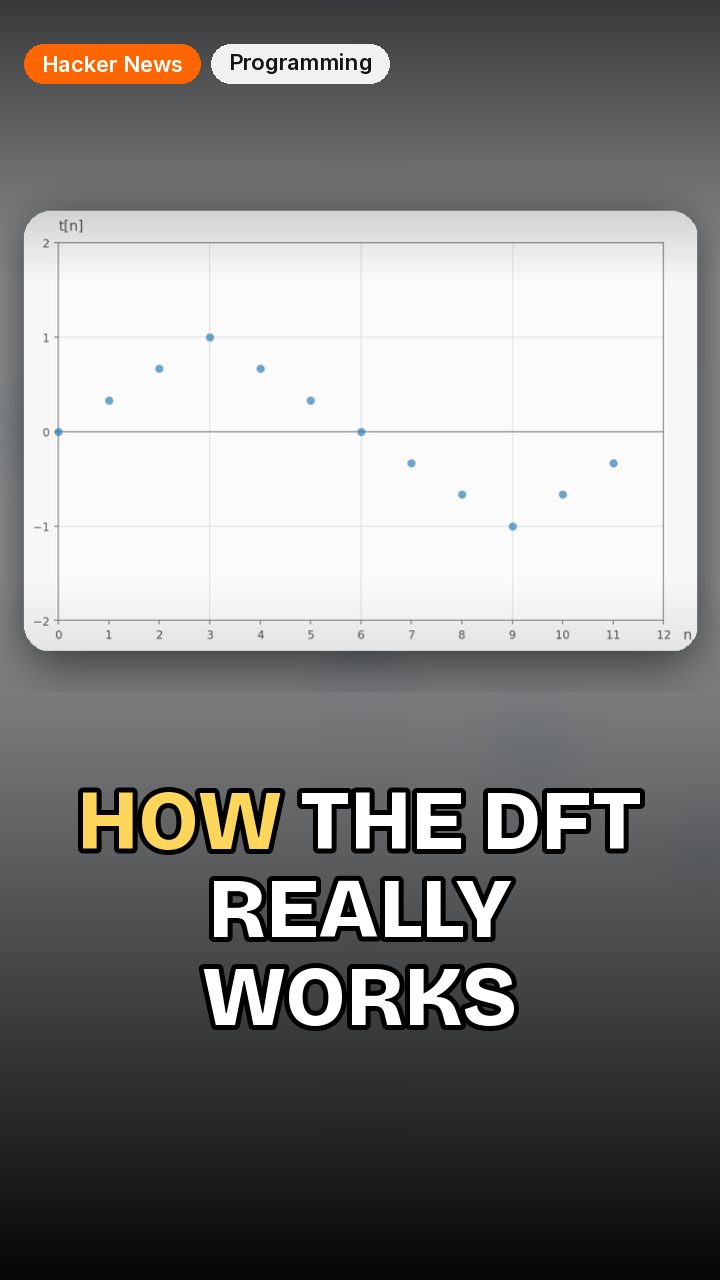 Hacker News
Programming
t[n]
2
1
0
−1
−2
0 1 2 3 4 5 6 7 8 9 10 11 12 n
HOW THE DFT
REALLY
WORKS